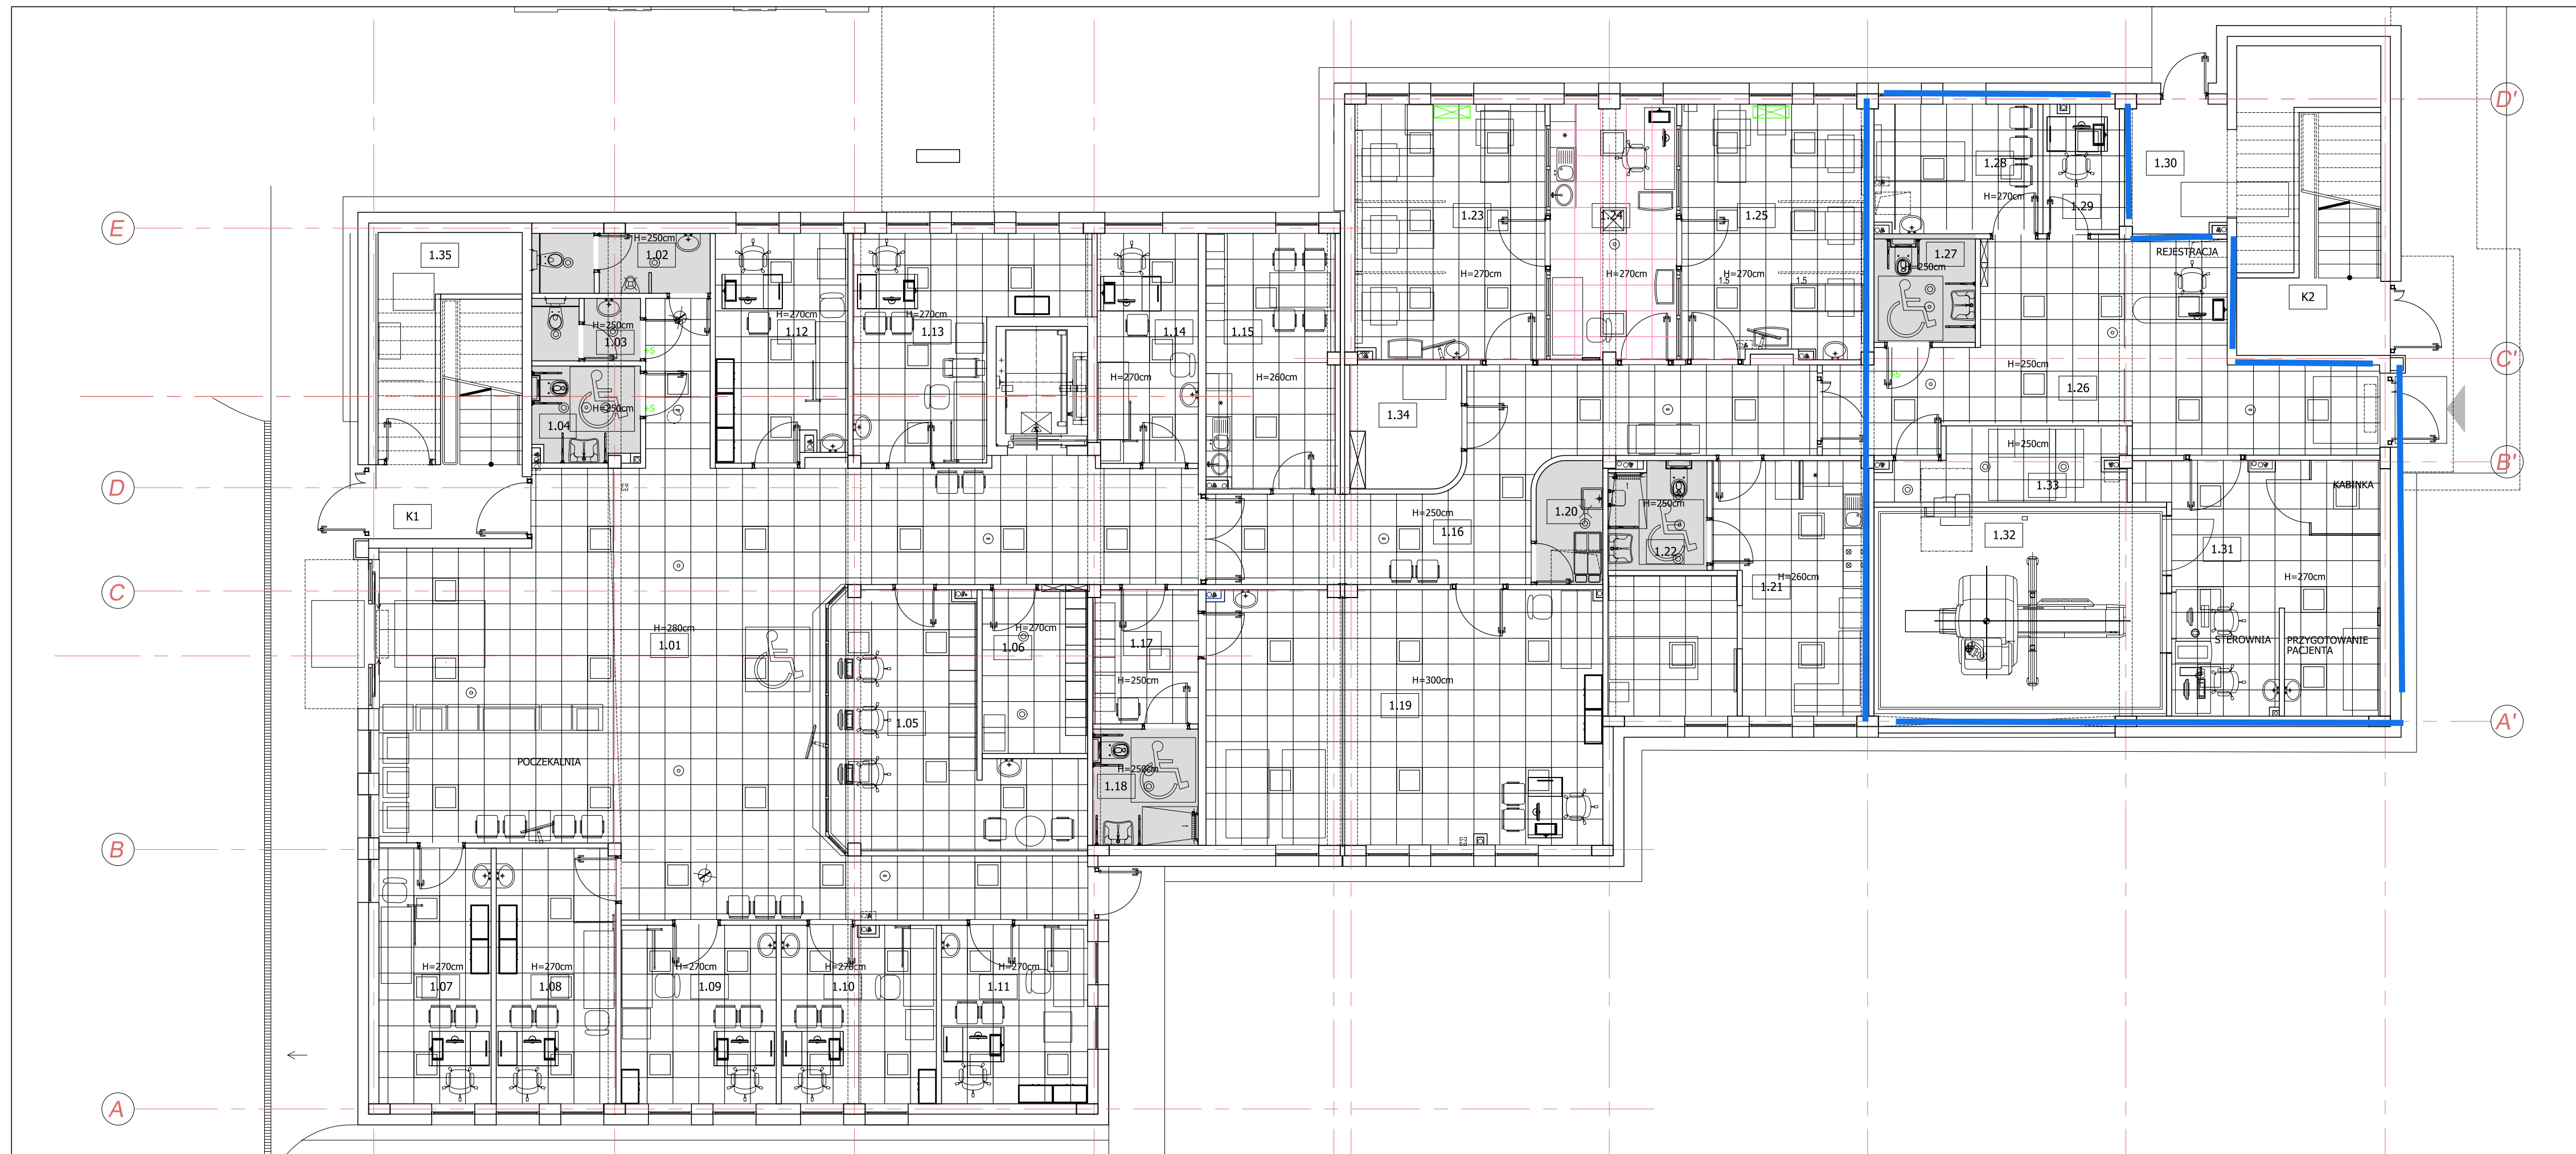 D'
1.28
1.30
H=270cm
1.29
1.23
1.24
1.25
E
H=250cm
1.02
1.35
REJESTRACJA
1.27
H=250cm
H=270cm
H=270cm
H=270cm
1.5
1.5
K2
H=250cm
1.03
+S
H=270cm
1.12
H=270cm
1.13
1.14
1.15
C'
H=250cm
+S
1.26
H=270cm
H=260cm
H=250cm
+S
1.04
1.34
H=250cm
B'
D
K1
1.33
KABINKA
H=250cm
1.20
H=250cm
1.16
1.22
1.32
1.31
C
H=260cm
1.21
H=270cm
H=280cm
1.01
H=270cm
1.06
1.17
STEROWNIA
PRZYGOTOWANIE
PACJENTA
H=250cm
H=300cm
1.19
1.05
A'
POCZEKALNIA
H=250cm
1.18
B
H=270cm
H=270cm
H=270cm
H=270cm
H=270cm
1.07
1.08
1.09
1.10
1.11
A